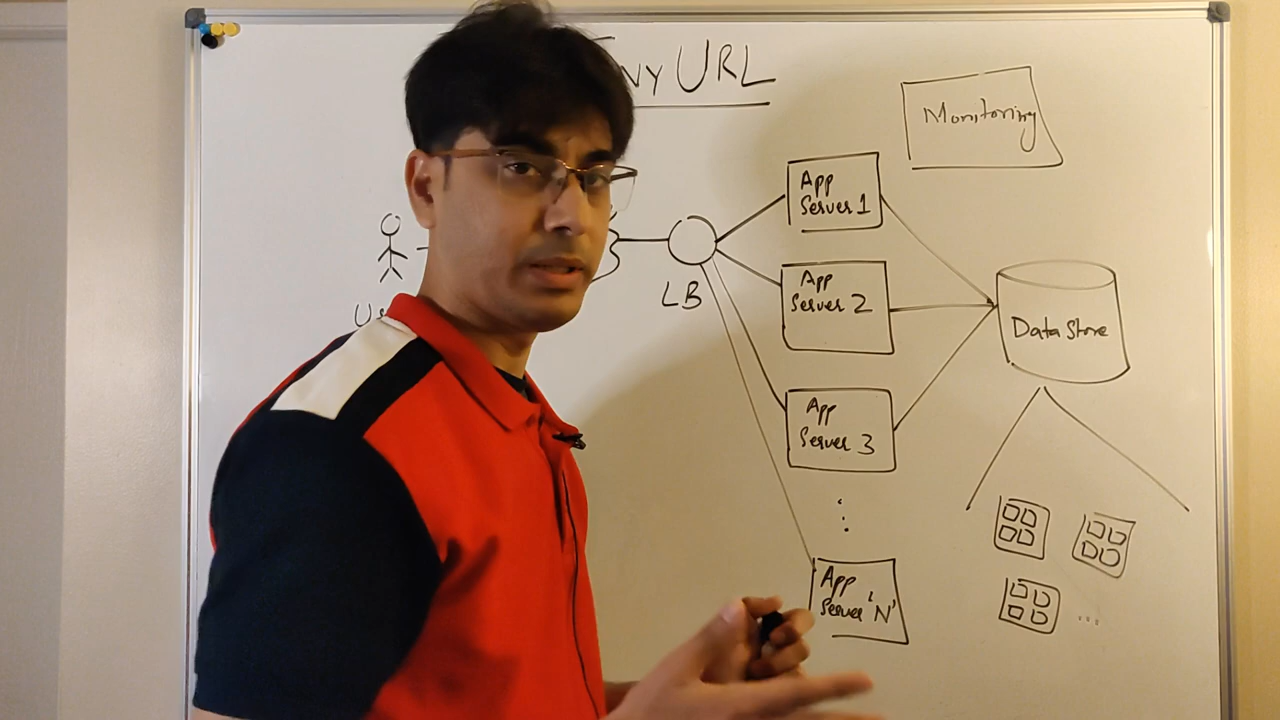 NY URL
Monitoring
App
Server 1
App
Server 2
LB
Data Store
App
Server 3
App
Server 'N'
...